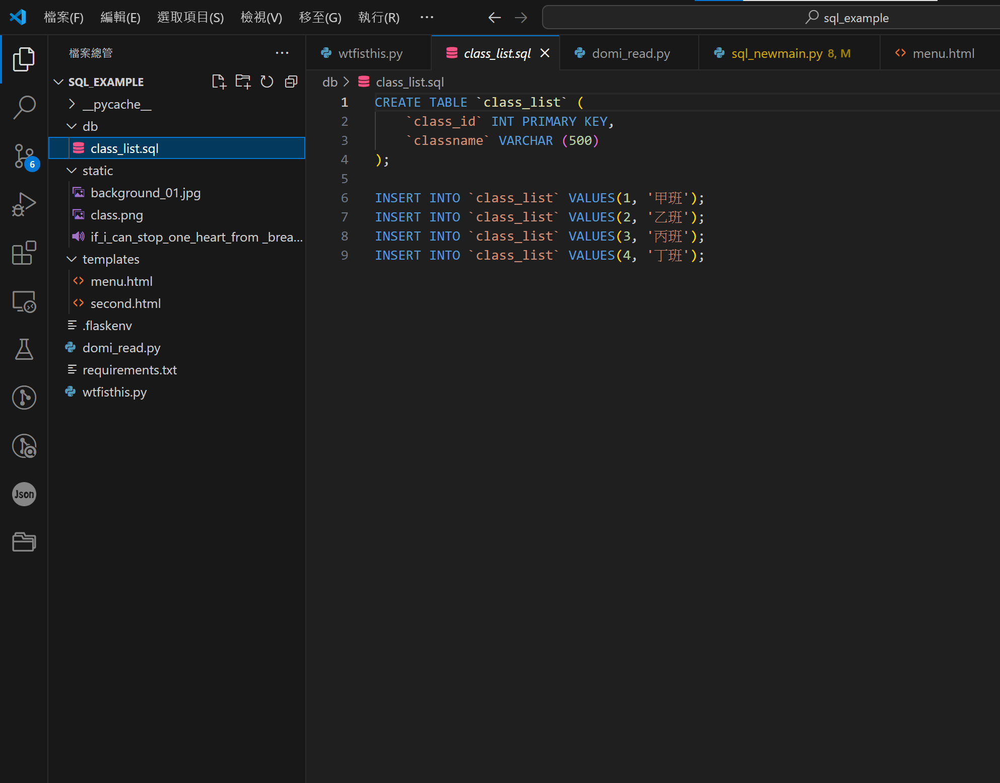 檔案(F) 編輯(E) 選取項目(S) 檢視(V) 移至(G) 執行(R) ··· sql_example
檔案總管 ···
SQL_EXAMPLE
__pycache__
db
class_list.sql
static
background_01.jpg
class.png
if_i_can_stop_one_heart_from _brea...
templates
menu.html
second.html
.flaskenv
domi_read.py
requirements.txt
wtfisthis.py
6
Json
wtfisthis.py class_list.sql domi_read.py sql_newmain.py 8, M menu.html
db > class_list.sql
1 CREATE TABLE `class_list` (
2     `class_id` INT PRIMARY KEY,
3     `classname` VARCHAR (500)
4 );
5
6 INSERT INTO `class_list` VALUES(1, '甲班');
7 INSERT INTO `class_list` VALUES(2, '乙班');
8 INSERT INTO `class_list` VALUES(3, '丙班');
9 INSERT INTO `class_list` VALUES(4, '丁班');